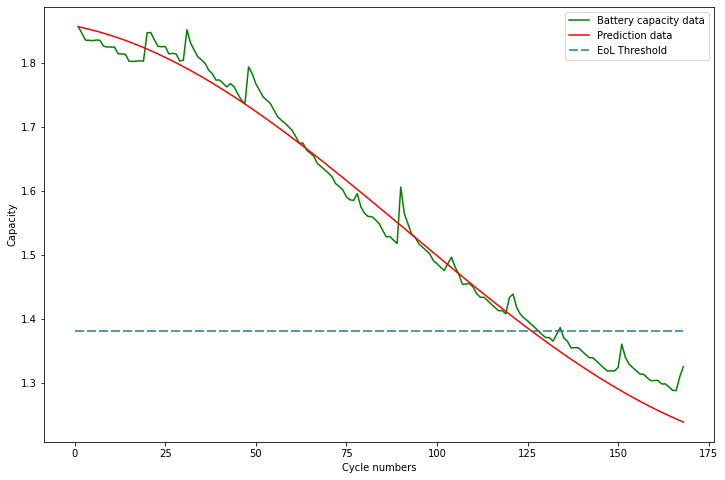 Battery capacity data
Prediction data
EoL Threshold
Capacity
1.8
1.7
1.6
1.5
1.4
1.3
0 25 50 75 100 125 150 175
Cycle numbers